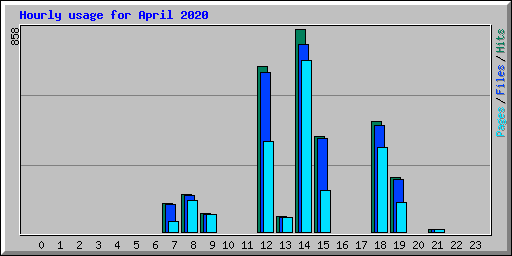 Hourly usage for April 2020
858
Pages/Files/Hits
0 1 2 3 4 5 6 7 8 9 10 11 12 13 14 15 16 17 18 19 20 21 22 23